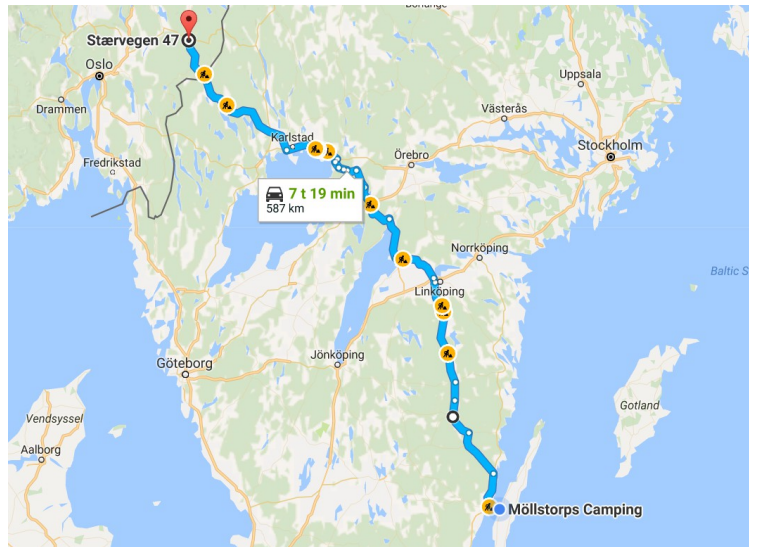 Stærvegen 47
Oslo
Uppsala
Drammen
Västerås
Karlstad
Stockholm
Örebro
Fredrikstad
7 t 19 min
587 km
Norrköping
Baltic S
Linköping
Jönköping
Göteborg
Gotland
Vendsyssel
Aalborg
Möllstorps Camping